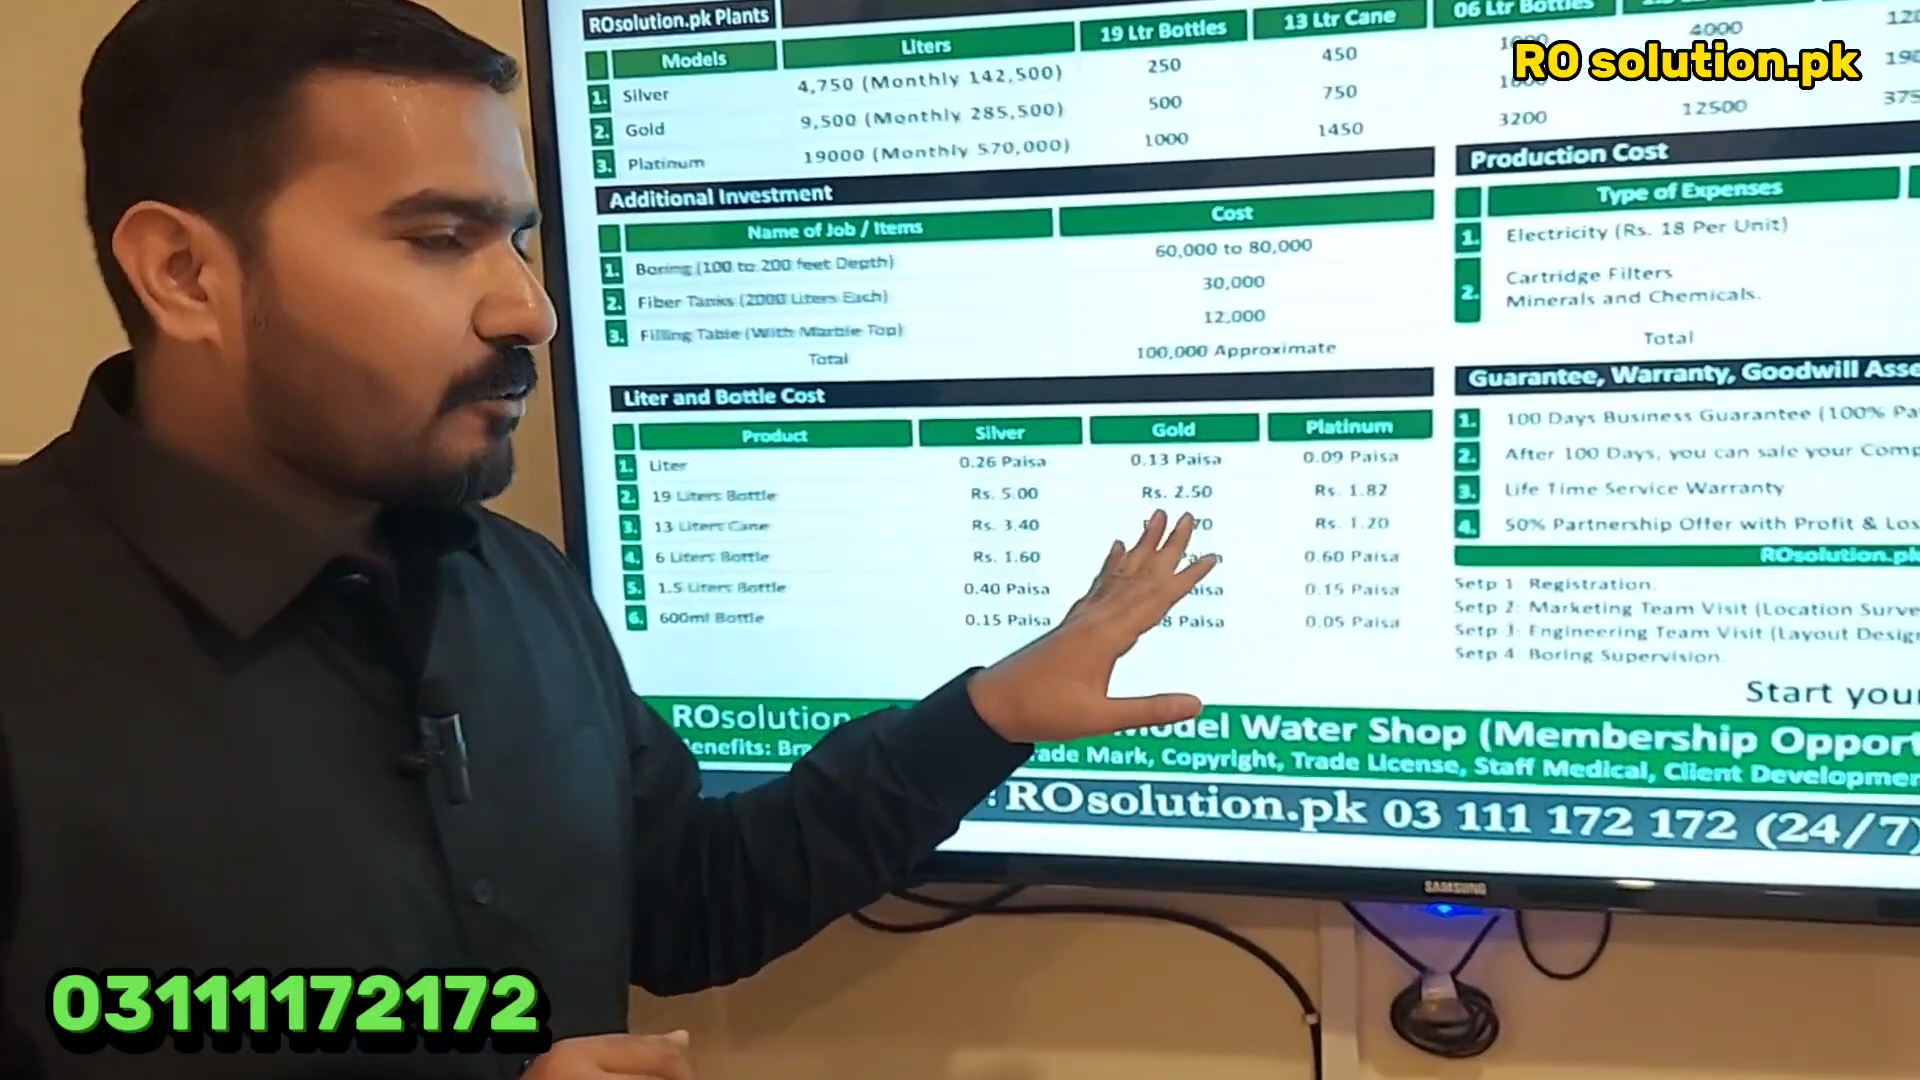 ROsolution.pk Plants
Models Liters 19 Ltr Bottles 13 Ltr Cane 06 Ltr Bottles
1. Silver 4,750 (Monthly 142,500) 250 450 4000
2. Gold 9,500 (Monthly 285,500) 500 750
3. Platinum 19000 (Monthly 570,000) 1000 1450 3200 12500
RO solution.pk
Additional Investment
Name of Job / Items Cost
1. Boring (100 to 200 feet Depth) 60,000 to 80,000
2. Fiber Tanks (2000 Liters Each) 30,000
3. Filling Table (With Marble Top) 12,000
Total 100,000 Approximate
Production Cost
Type of Expenses
1. Electricity (Rs. 18 Per Unit)
2. Cartridge Filters
Minerals and Chemicals.
Total
Liter and Bottle Cost
Product Silver Gold Platinum
1. Liter 0.26 Paisa 0.13 Paisa 0.09 Paisa
2. 19 Liters Bottle Rs. 5.00 Rs. 2.50 Rs. 1.82
3. 13 Liters Cane Rs. 3.40 Rs. 1.20
4. 6 Liters Bottle Rs. 1.60 0.60 Paisa
5. 1.5 Liters Bottle 0.40 Paisa 0.15 Paisa
6. 600ml Bottle 0.15 Paisa Paisa 0.05 Paisa
Guarantee, Warranty, Goodwill
1. 100 Days Business Guarantee (100%
2. After 100 Days, you can sale your
3. Life Time Service Warranty
4. 50% Partnership Offer with Profit &
ROsolution.pk
Setp 1: Registration.
Setp 2: Marketing Team Visit (Location
Setp 3: Engineering Team Visit (Layout
Setp 4: Boring Supervision.
Start
ROsolution Model Water Shop (Membership
Mark, Copyright, Trade License, Staff Medical, Client
ROsolution.pk 03 111 172 172 (24/7)
SAMSUNG
03111172172